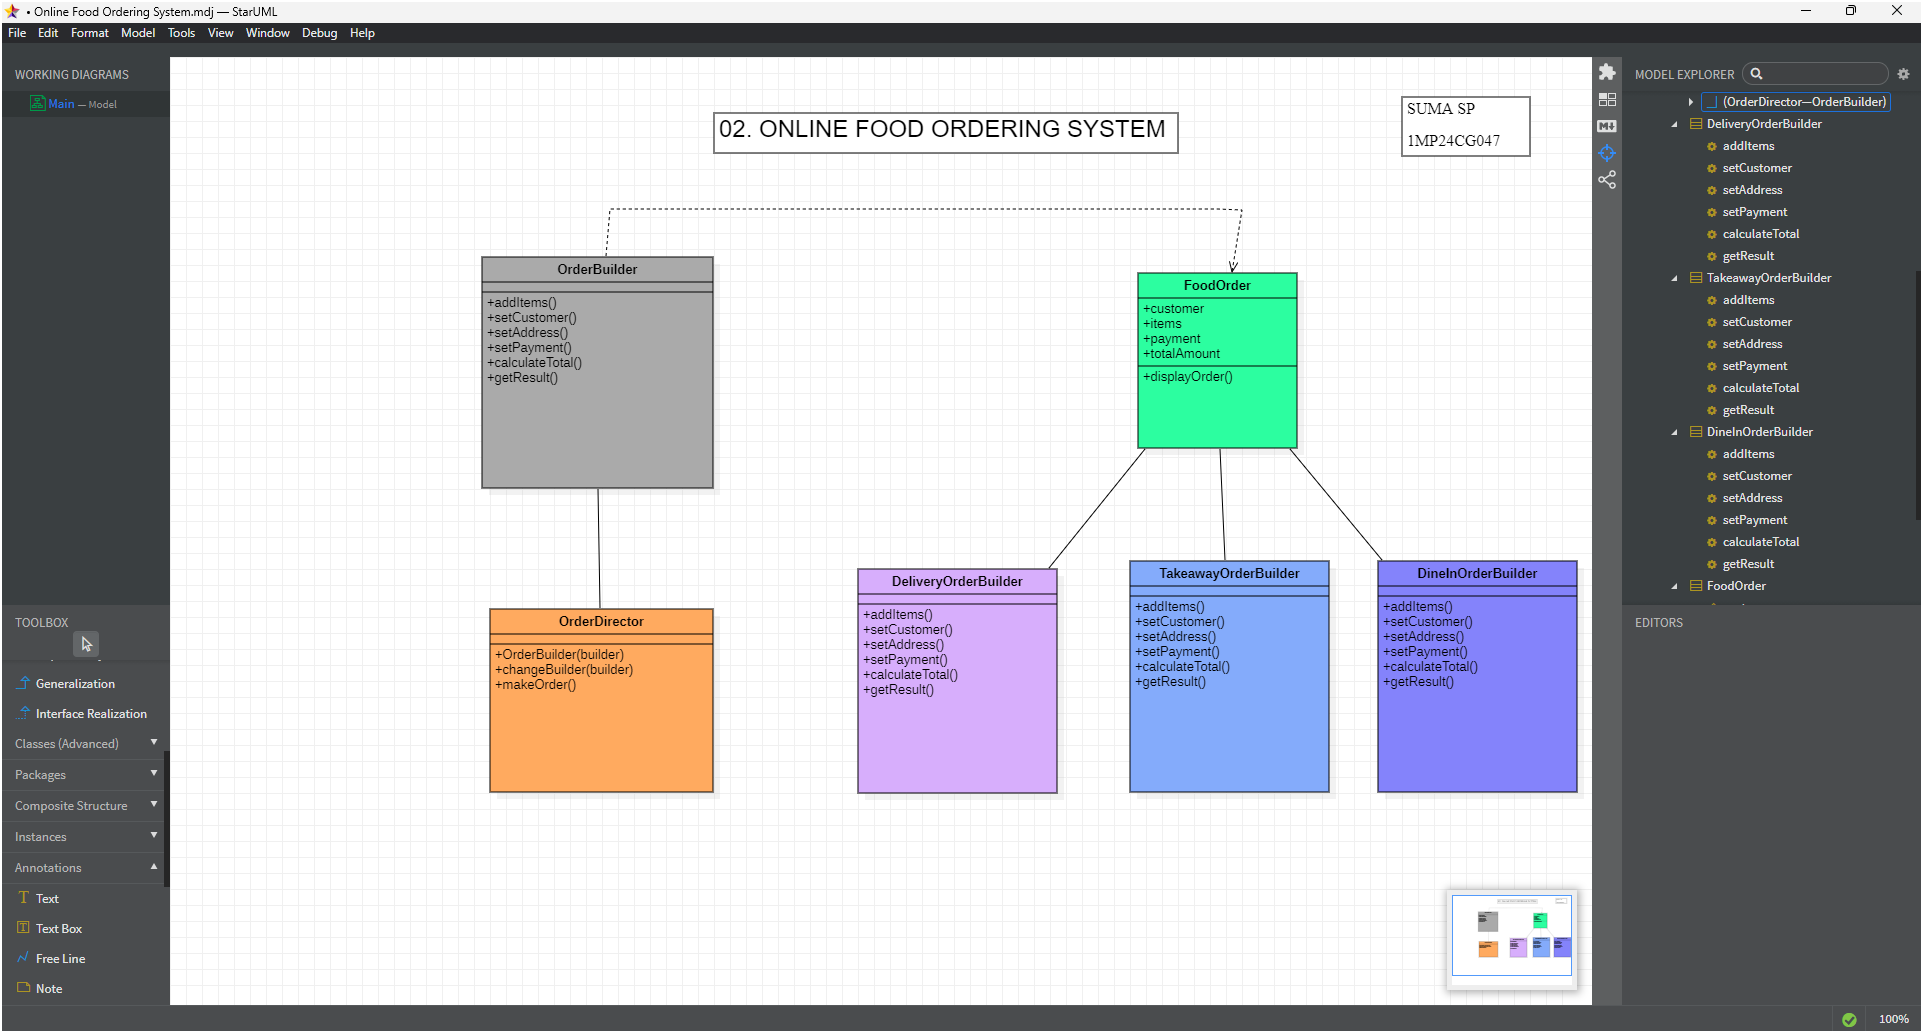 • Online Food Ordering System.mdj — StarUML
File Edit Format Model Tools View Window Debug Help
WORKING DIAGRAMS
Main — Model
TOOLBOX
Generalization
Interface Realization
Classes (Advanced)
Packages
Composite Structure
Instances
Annotations
Text
Text Box
Free Line
Note
02. ONLINE FOOD ORDERING SYSTEM
SUMA SP
1MP24CG047
OrderBuilder
+addItems()
+setCustomer()
+setAddress()
+setPayment()
+calculateTotal()
+getResult()
FoodOrder
+customer
+items
+payment
+totalAmount
+displayOrder()
OrderDirector
+OrderBuilder(builder)
+changeBuilder(builder)
+makeOrder()
DeliveryOrderBuilder
+addItems()
+setCustomer()
+setAddress()
+setPayment()
+calculateTotal()
+getResult()
TakeawayOrderBuilder
+addItems()
+setCustomer()
+setAddress()
+setPayment()
+calculateTotal()
+getResult()
DineInOrderBuilder
+addItems()
+setCustomer()
+setAddress()
+setPayment()
+calculateTotal()
+getResult()
MODEL EXPLORER
(OrderDirector—OrderBuilder)
DeliveryOrderBuilder
addItems
setCustomer
setAddress
setPayment
calculateTotal
getResult
TakeawayOrderBuilder
addItems
setCustomer
setAddress
setPayment
calculateTotal
getResult
DineInOrderBuilder
addItems
setCustomer
setAddress
setPayment
calculateTotal
getResult
FoodOrder
EDITORS
100%